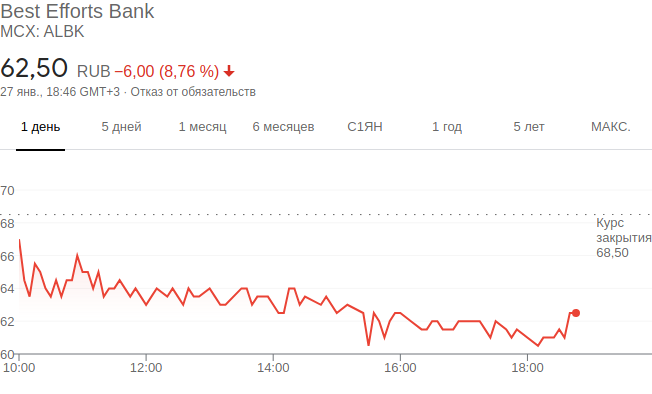 Best Efforts Bank
MCX: ALBK
62,50 RUB −6,00 (8,76 %)
27 янв., 18:46 GMT+3 · Отказ от обязательств
1 день 5 дней 1 месяц 6 месяцев С1ЯН 1 год 5 лет МАКС.
70
68
Курс
закрытия
68,50
66
64
62
60
10:00 12:00 14:00 16:00 18:00